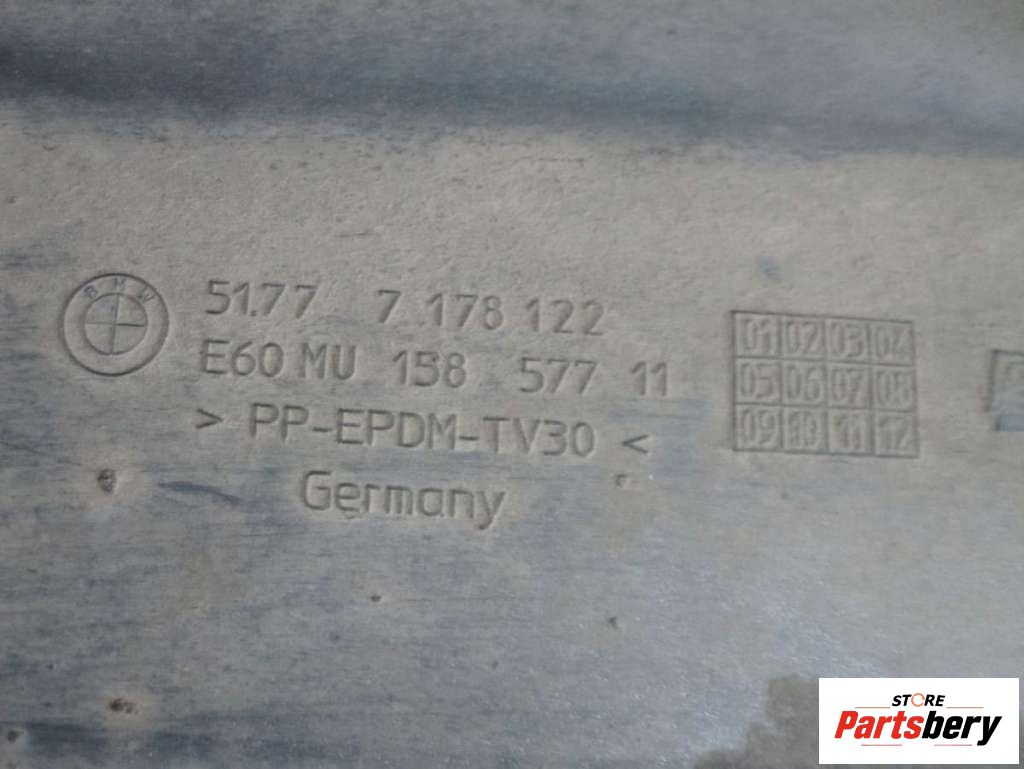 BMW
51.77 7 178 122
E60 MU 158 577 11
> PP-EPDM-TV30 <
Germany
01 02 03 04
05 06 07 08
09 10 11 12
STORE
Partsbery